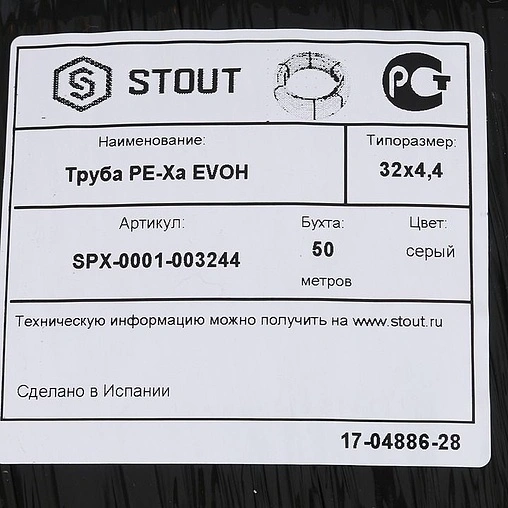 STOUT
Наименование:
Труба PE-Xa EVOH
Типоразмер:
32x4,4
Артикул:
SPX-0001-003244
Бухта:
50
метров
Цвет:
серый
Техническую информацию можно получить на www.stout.ru
Сделано в Испании
17-04886-28